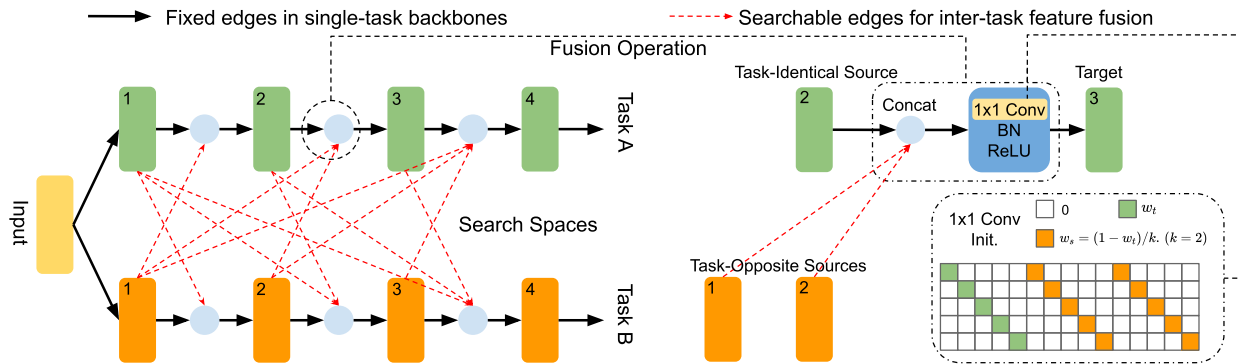 Fixed edges in single-task backbones
Searchable edges for inter-task feature fusion
Fusion Operation
Input
1
2
3
4
Task A
Search Spaces
1
2
3
4
Task B
Task-Identical Source
2
Concat
1x1 Conv
BN
ReLU
Target
3
Task-Opposite Sources
1
2
1x1 Conv
Init.
0
w_t
w_s = (1 − w_t)/k. (k = 2)